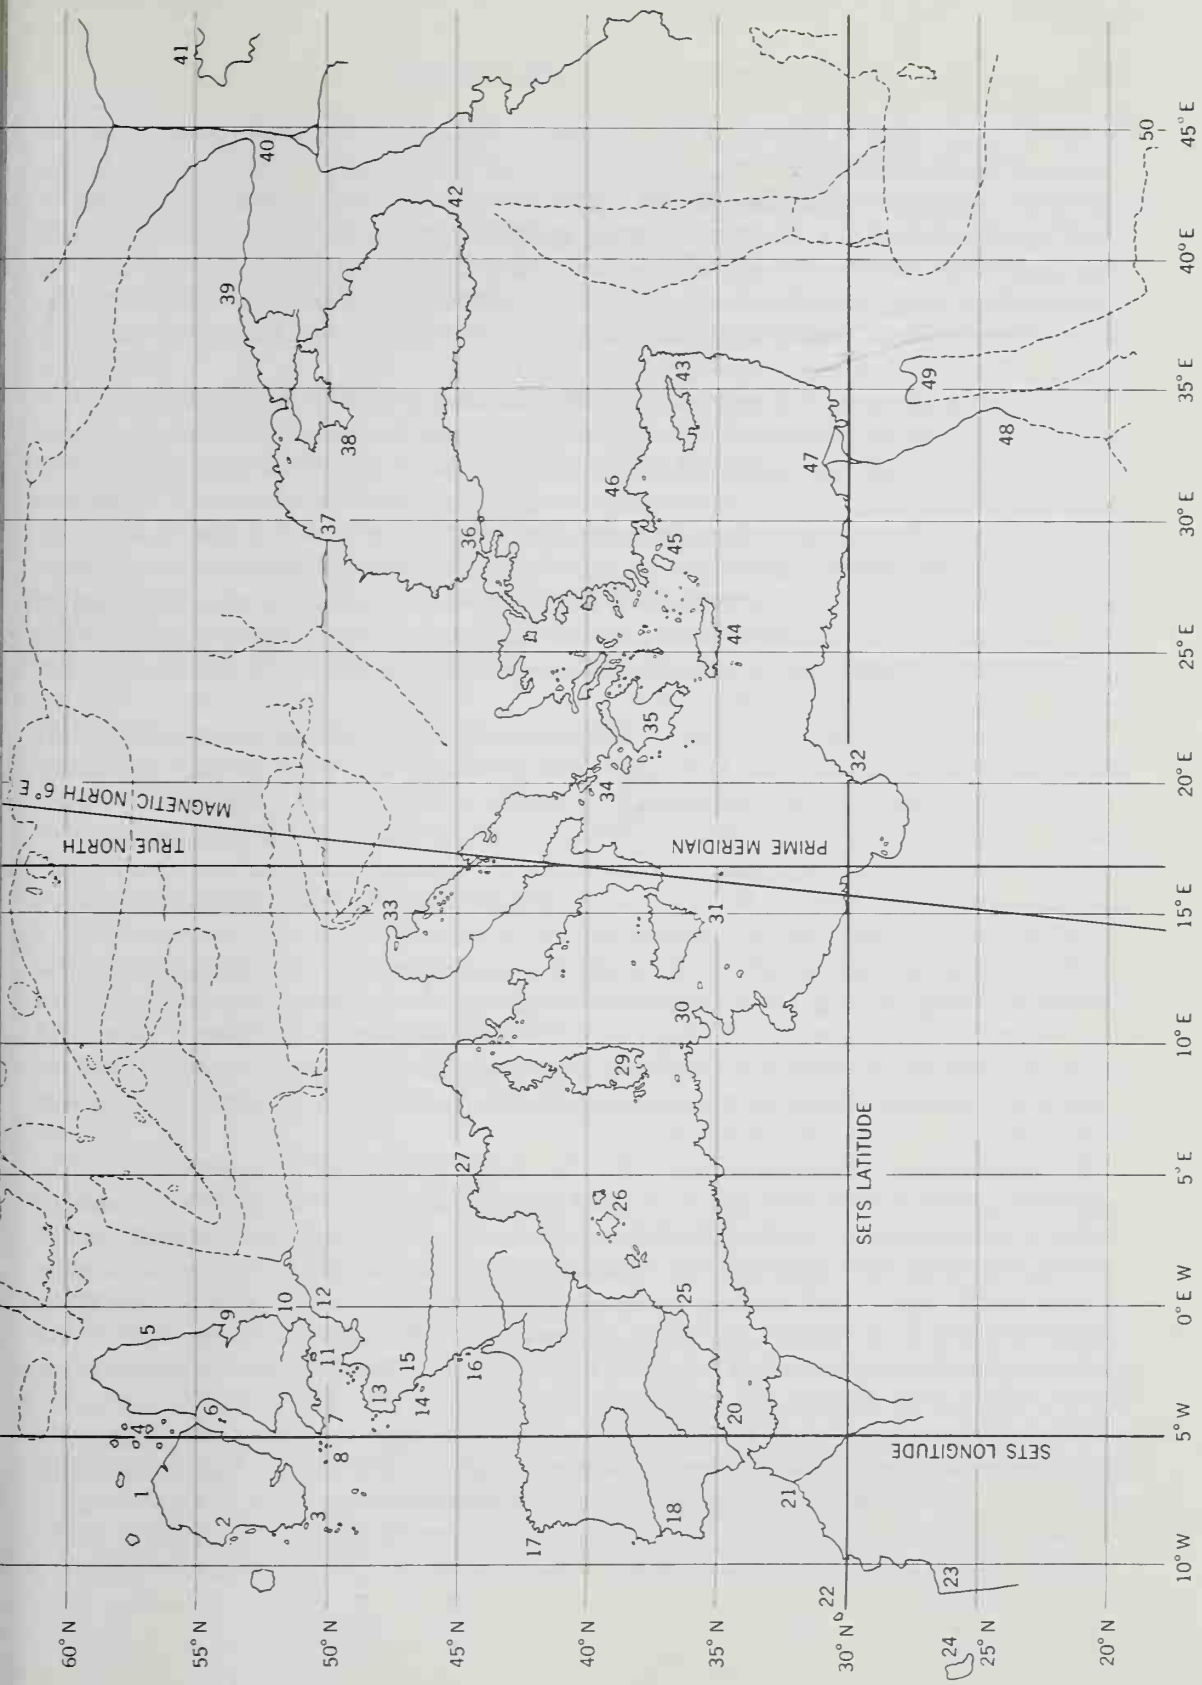 60° N
55° N
50° N
45° N
40° N
35° N
30° N
25° N
20° N
10° W
5° W
0° E W
5° E
10° E
15° E
20° E
25° E
30° E
35° E
40° E
45° E
MAGNETIC NORTH 6° E
TRUE NORTH
PRIME MERIDIAN
SETS LATITUDE
SETS LONGITUDE
1
2
3
4
5
6
7
8
9
10
11
12
13
14
15
16
17
18
20
21
22
23
24
25
26
27
29
30
31
32
33
34
35
36
37
38
39
40
41
42
43
44
45
46
47
48
49
50